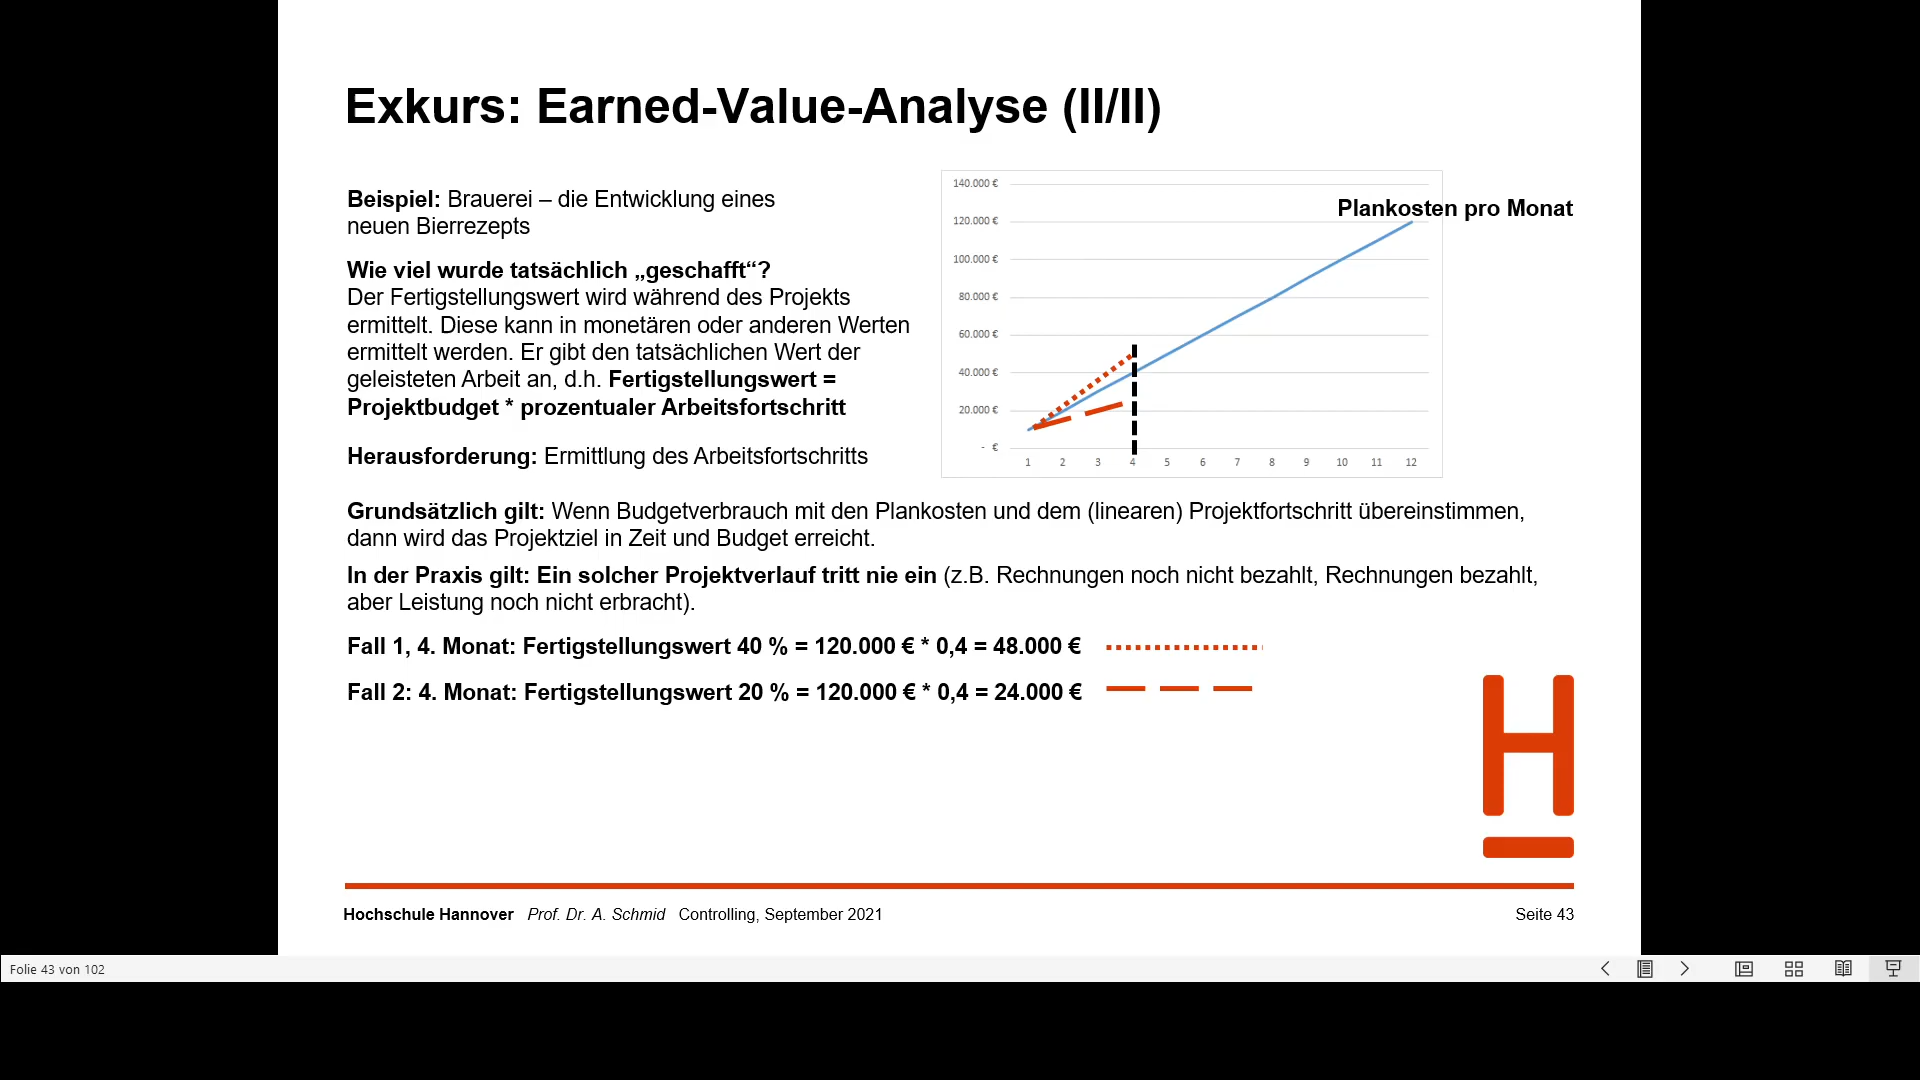 Exkurs: Earned-Value-Analyse (II/II)
Beispiel: Brauerei – die Entwicklung eines
neuen Bierrezepts
Wie viel wurde tatsächlich „geschafft“?
Der Fertigstellungswert wird während des Projekts
ermittelt. Diese kann in monetären oder anderen Werten
ermittelt werden. Er gibt den tatsächlichen Wert der
geleisteten Arbeit an, d.h. Fertigstellungswert =
Projektbudget * prozentualer Arbeitsfortschritt
Herausforderung: Ermittlung des Arbeitsfortschritts
Plankosten pro Monat
140.000 €
120.000 €
100.000 €
80.000 €
60.000 €
40.000 €
20.000 €
- €
1 2 3 4 5 6 7 8 9 10 11 12
Grundsätzlich gilt: Wenn Budgetverbrauch mit den Plankosten und dem (linearen) Projektfortschritt übereinstimmen,
dann wird das Projektziel in Zeit und Budget erreicht.
In der Praxis gilt: Ein solcher Projektverlauf tritt nie ein (z.B. Rechnungen noch nicht bezahlt, Rechnungen bezahlt,
aber Leistung noch nicht erbracht).
Fall 1, 4. Monat: Fertigstellungswert 40 % = 120.000 € * 0,4 = 48.000 €
Fall 2: 4. Monat: Fertigstellungswert 20 % = 120.000 € * 0,4 = 24.000 €
H
Hochschule Hannover Prof. Dr. A. Schmid Controlling, September 2021
Seite 43
Folie 43 von 102